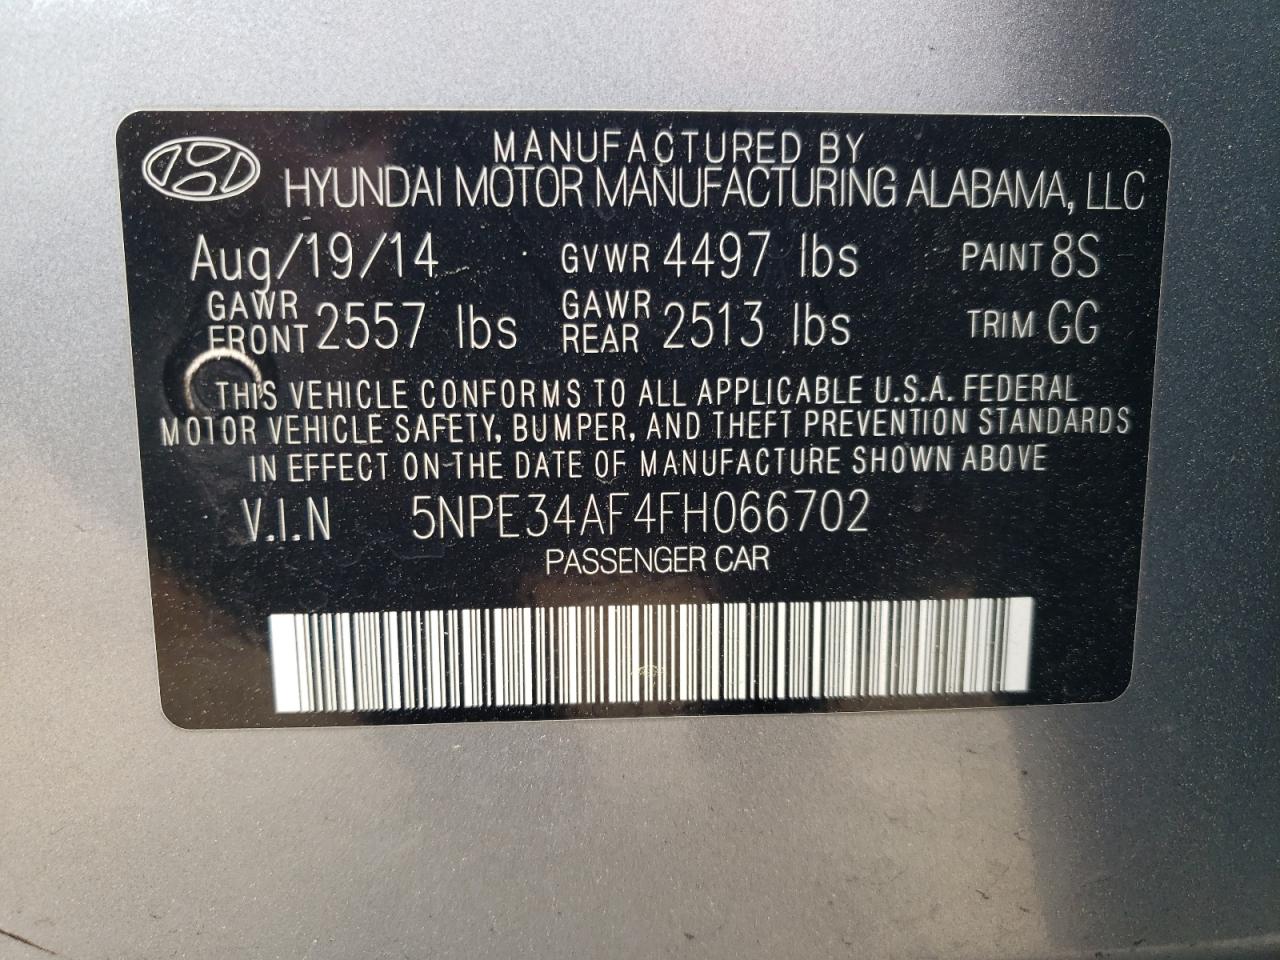 MANUFACTURED BY
HYUNDAI MOTOR MANUFACTURING ALABAMA, LLC
Aug/19/14 GVWR 4497 lbs PAINT 8S
GAWR FRONT 2557 lbs GAWR REAR 2513 lbs TRIM GG
THIS VEHICLE CONFORMS TO ALL APPLICABLE U.S.A. FEDERAL
MOTOR VEHICLE SAFETY, BUMPER, AND THEFT PREVENTION STANDARDS
IN EFFECT ON THE DATE OF MANUFACTURE SHOWN ABOVE
V.I.N 5NPE34AF4FH066702
PASSENGER CAR